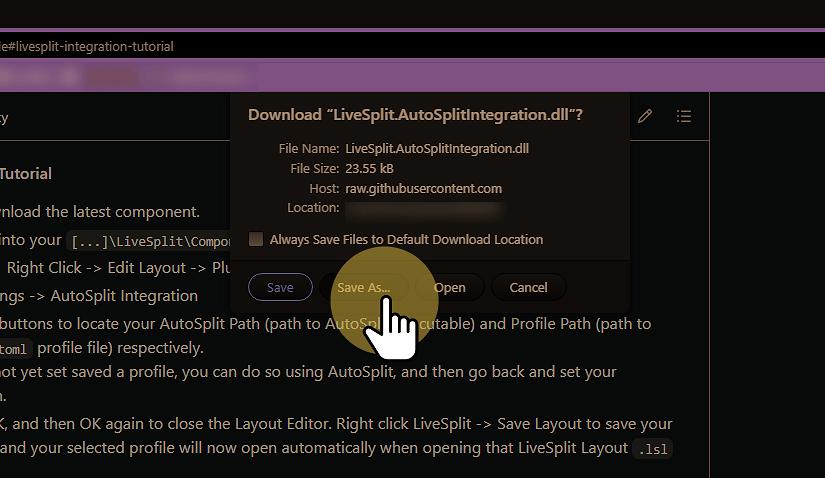 le#livesplit-integration-tutorial
ty
Download “LiveSplit.AutoSplitIntegration.dll”?
File Name: LiveSplit.AutoSplitIntegration.dll
File Size: 23.55 kB
Host: raw.githubusercontent.com
Location:
Always Save Files to Default Download Location
Save Save As... Open Cancel
Tutorial
nload the latest component.
into your [...]\LiveSplit\Compo
Right Click -> Edit Layout -> Plu
ngs -> AutoSplit Integration
buttons to locate your AutoSplit Path (path to AutoSpl cutable) and Profile Path (path to
toml profile file) respectively.
not yet set saved a profile, you can do so using AutoSplit, and then go back and set your
n.
K, and then OK again to close the Layout Editor. Right click LiveSplit -> Save Layout to save your
and your selected profile will now open automatically when opening that LiveSplit Layout .lsl